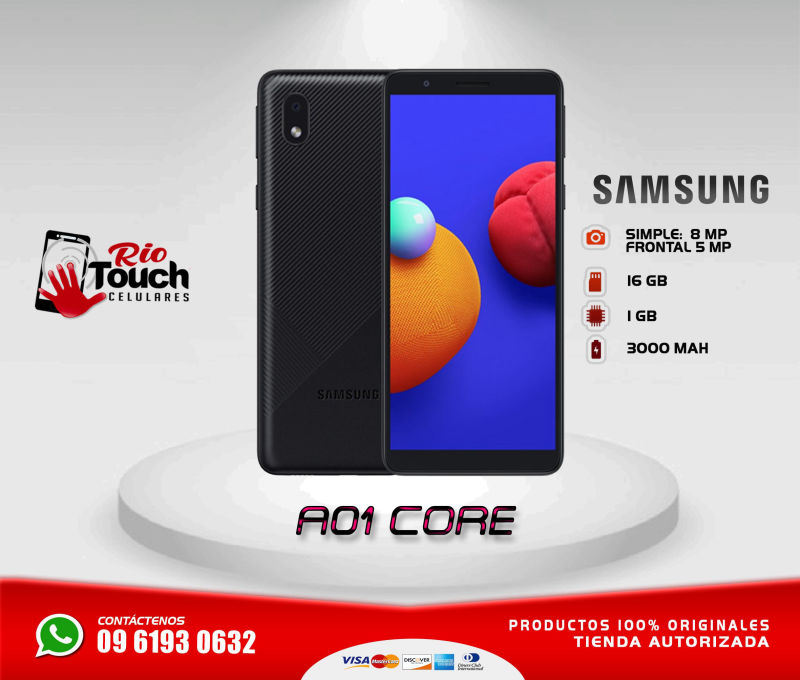 Rio
Touch
CELULARES
SAMSUNG
SAMSUNG
SIMPLE: 8 MP
FRONTAL 5 MP
16 GB
1 GB
3000 MAH
A01 CORE
CONTÁCTENOS
09 6193 0632
PRODUCTOS 100% ORIGINALES
TIENDA AUTORIZADA
VISA MasterCard DISCOVER Diners Club International